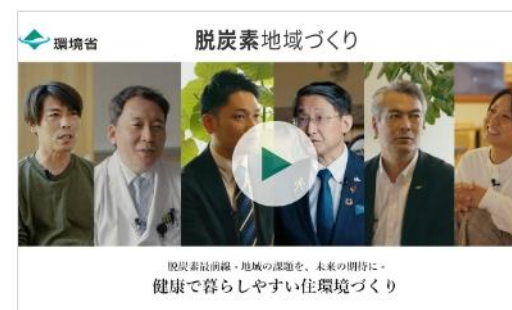 環境省
脱炭素地域づくり
脱炭素最前線 - 地域の課題を、未来の期待に -
健康で暮らしやすい住環境づくり